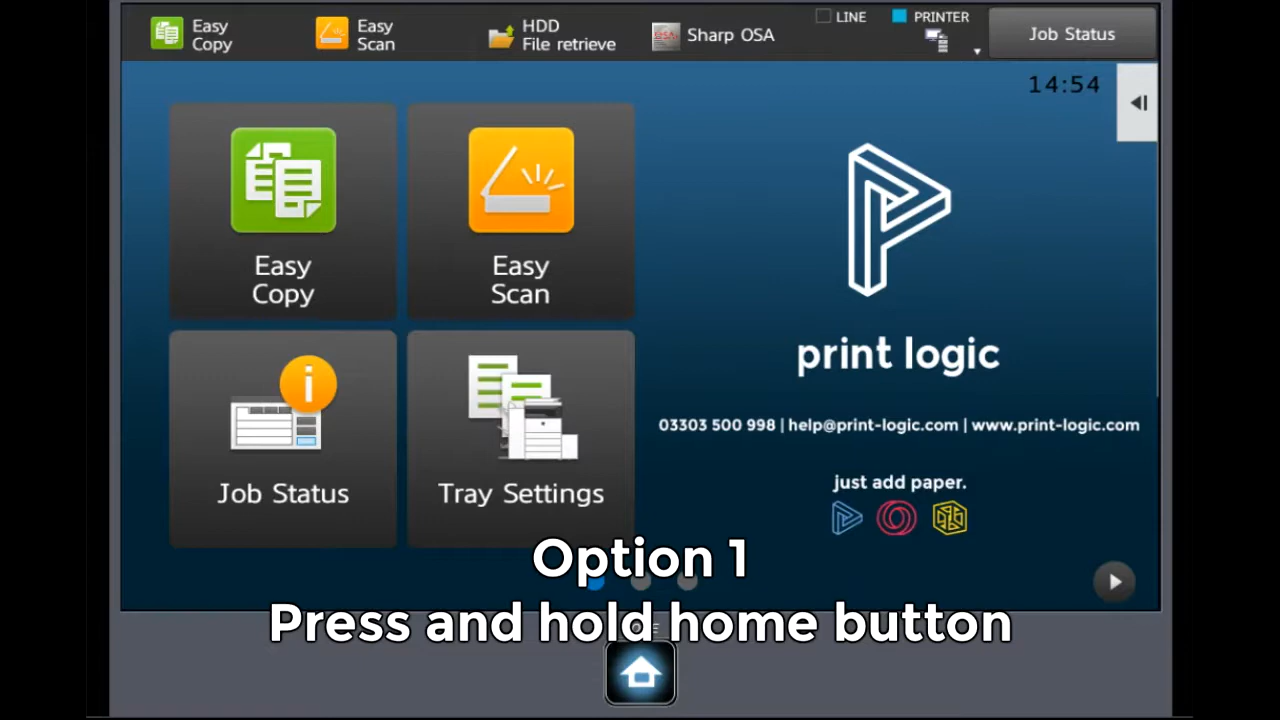 Easy
Copy
Easy
Scan
HDD
File retrieve
Sharp OSA
LINE
PRINTER
Job Status
14:54
Easy
Copy
Easy
Scan
print logic
03303 500 998 | help@print-logic.com | www.print-logic.com
Job Status
Tray Settings
just add paper.
Option 1
Press and hold home button